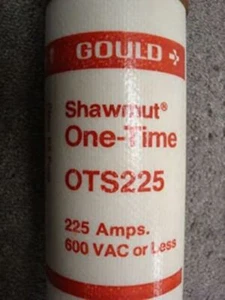 GOULD
Shawmut®
One-Time
OTS225
225 Amps.
600 VAC or Less